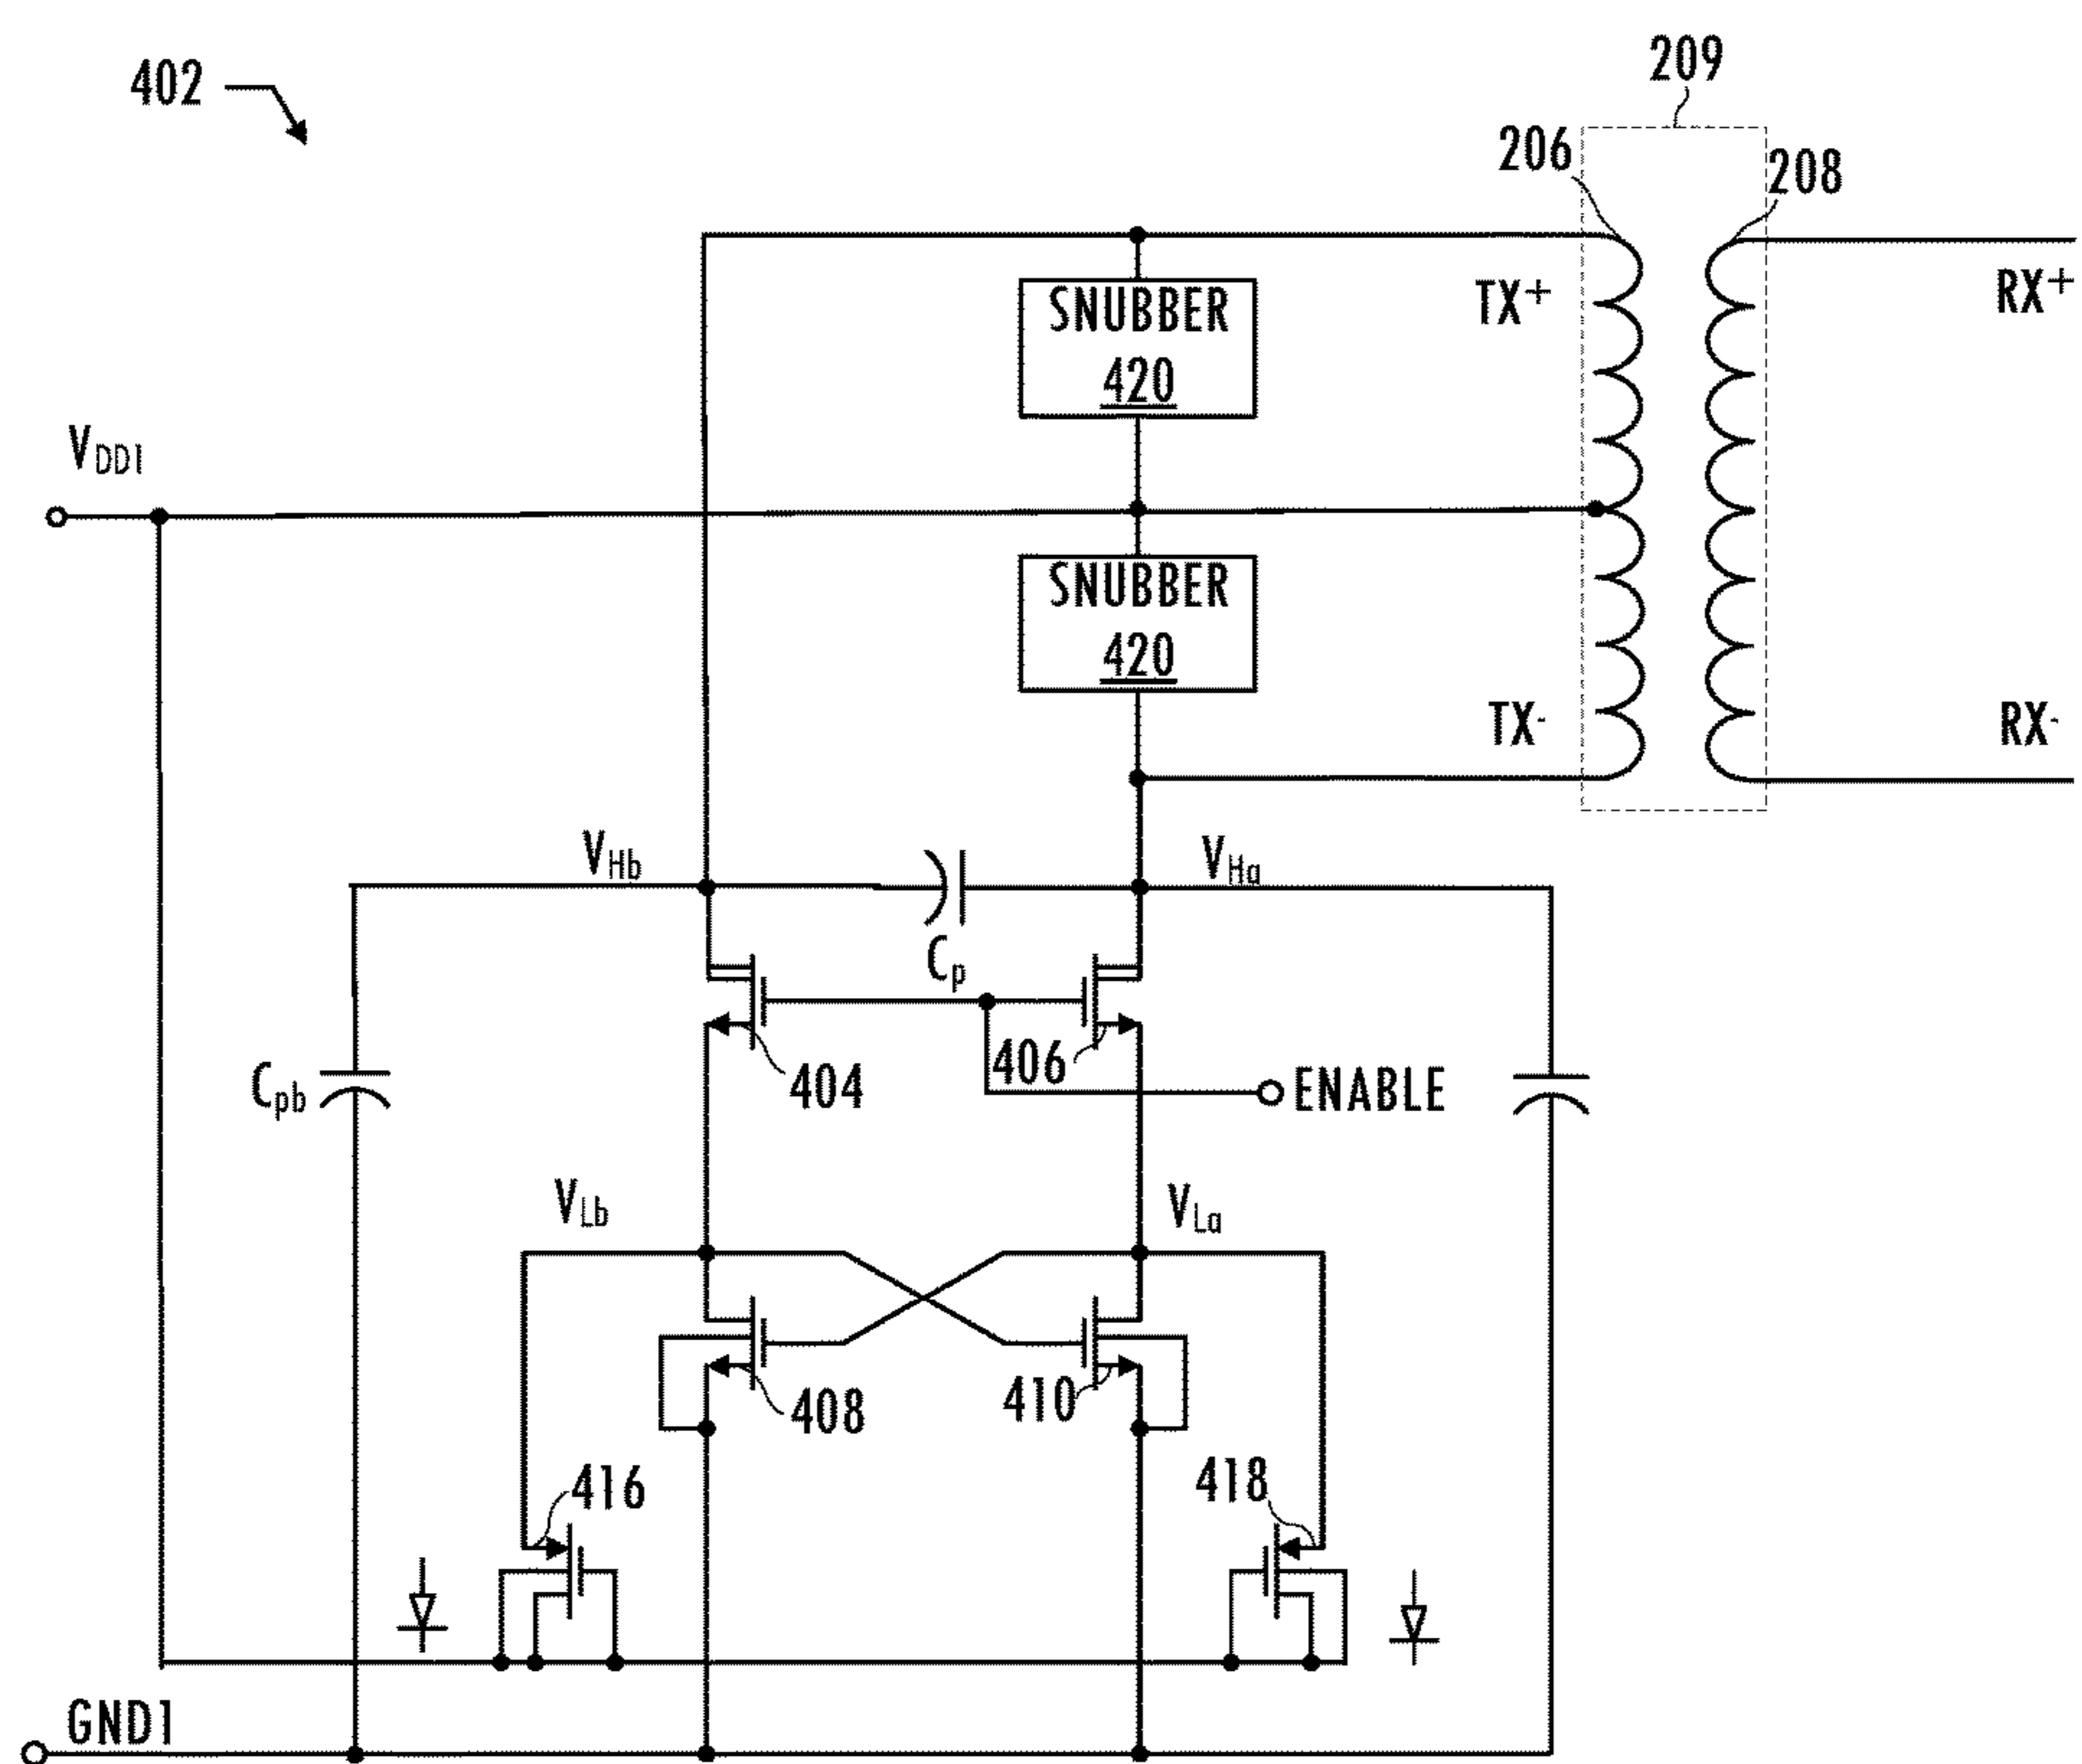 402
209
206
208
SNUBBER
420
TX+
RX+
VDD1
SNUBBER
420
TX-
RX-
VHb
VHa
Cp
406
404
Cpb
ENABLE
VLb
VLa
408
410
416
418
GND1